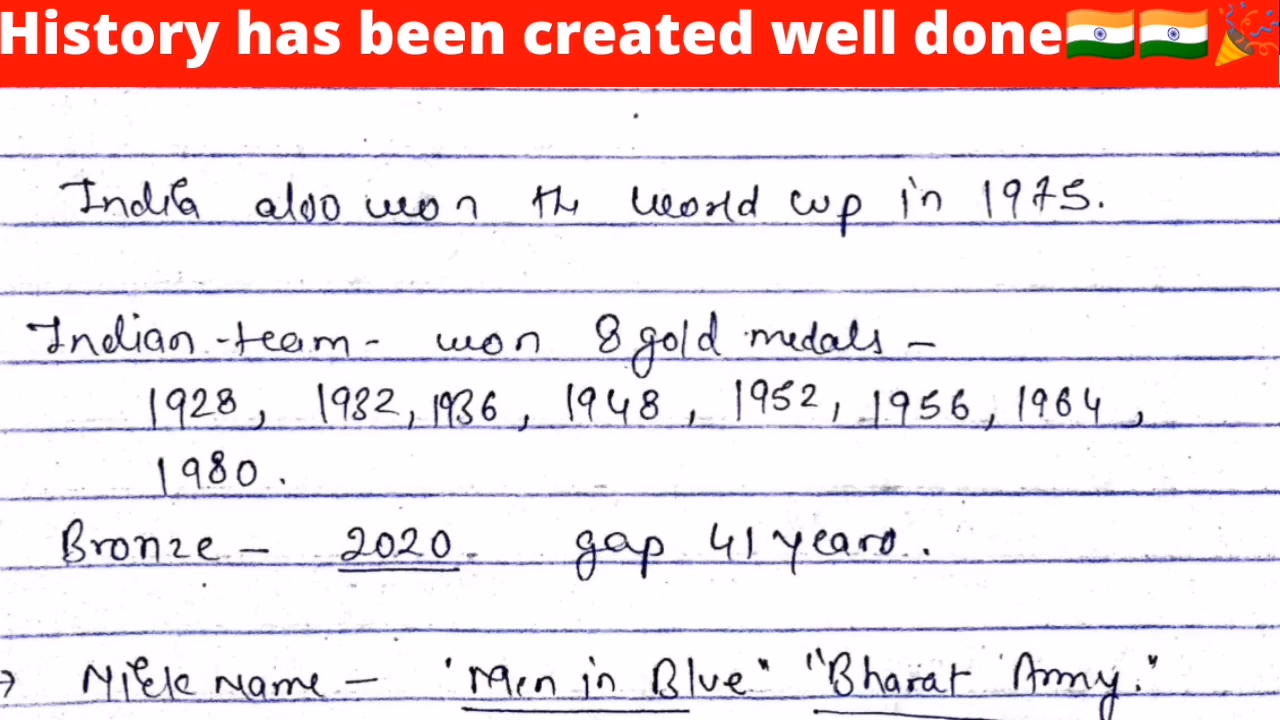 History has been created well done🇮🇳🇮🇳🎉
India also won the world cup in 1975.
Indian team - won 8 gold medals -
1928, 1932, 1936, 1948, 1952, 1956, 1964,
1980.
Bronze - 2020. gap 41 years.
→ Nick Name - 'Men in Blue" "Bharat Army."